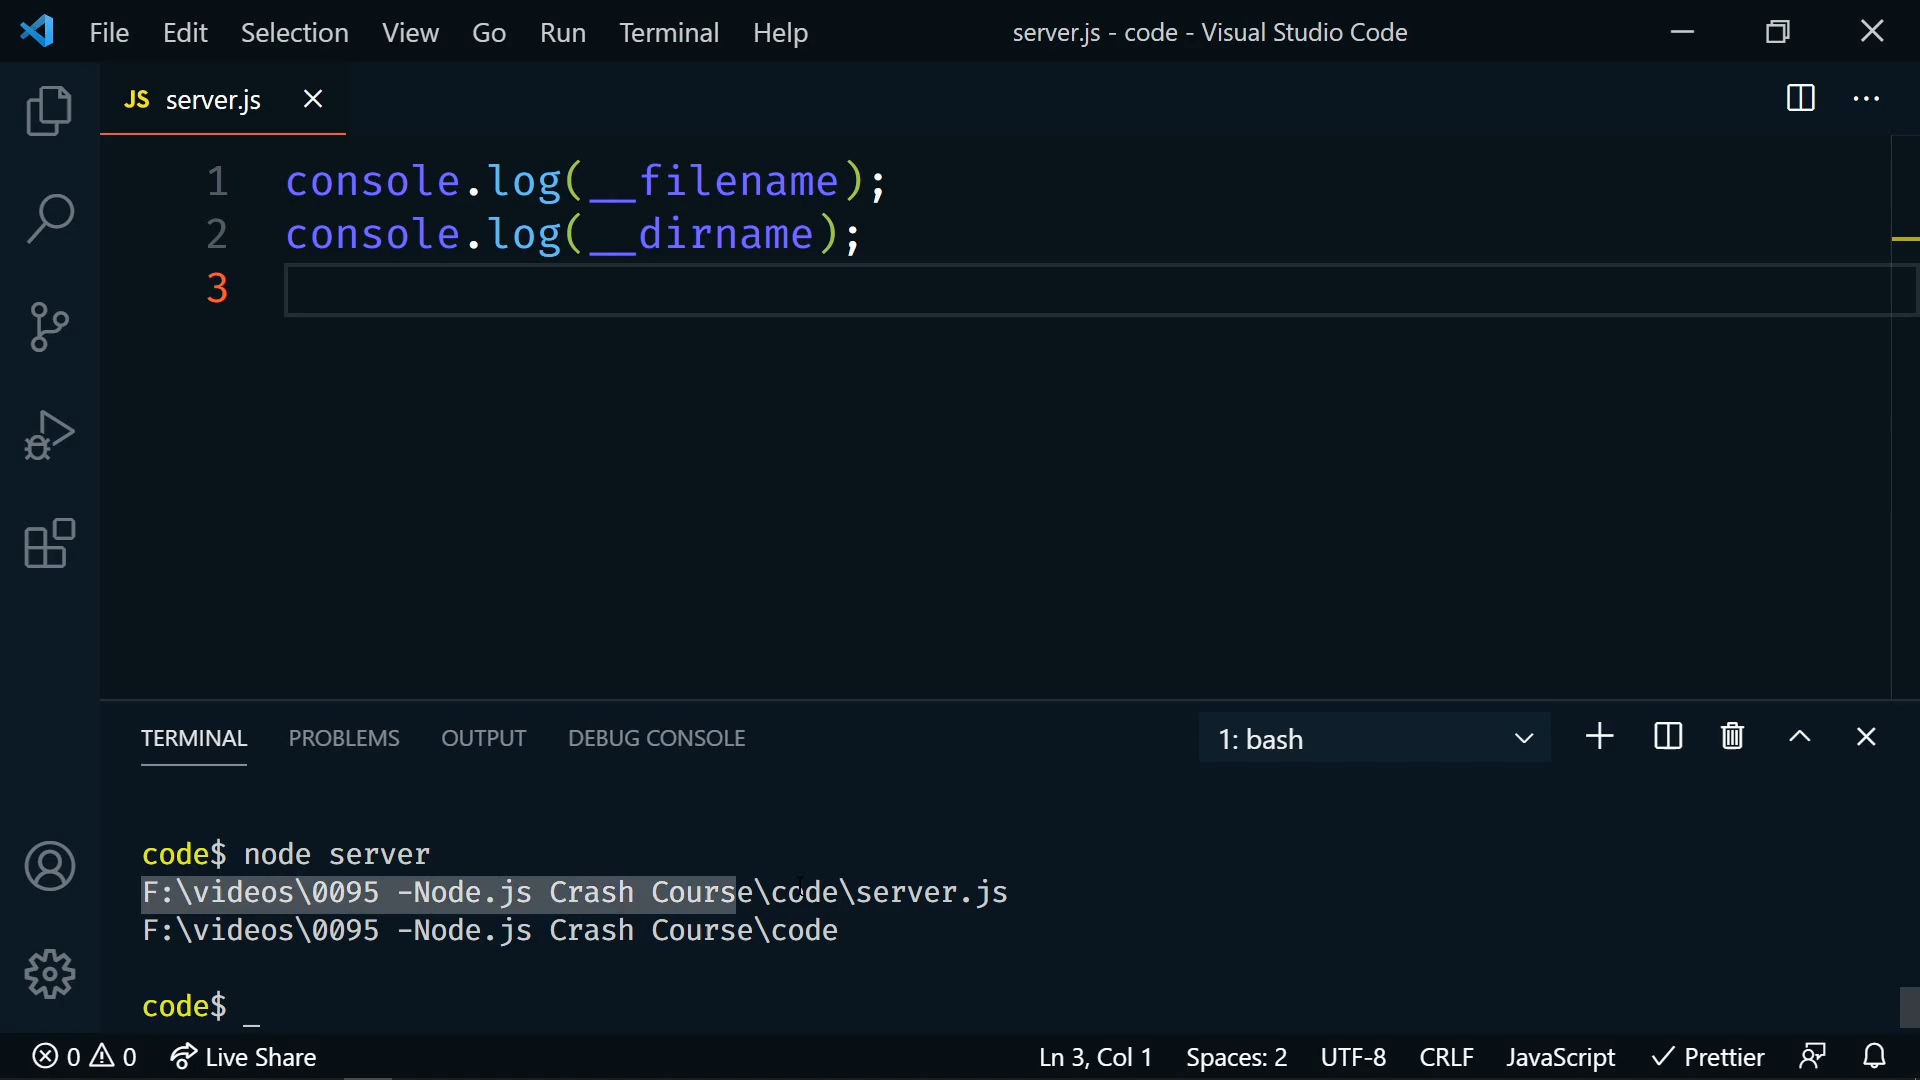 File Edit Selection View Go Run Terminal Help server.js - code - Visual Studio Code
JS server.js
1 console.log(__filename);
2 console.log(__dirname);
3
TERMINAL PROBLEMS OUTPUT DEBUG CONSOLE 1: bash
code$ node server
F:\videos\0095 -Node.js Crash Course\code\server.js
F:\videos\0095 -Node.js Crash Course\code
code$ _
0 0 Live Share Ln 3, Col 1 Spaces: 2 UTF-8 CRLF JavaScript Prettier